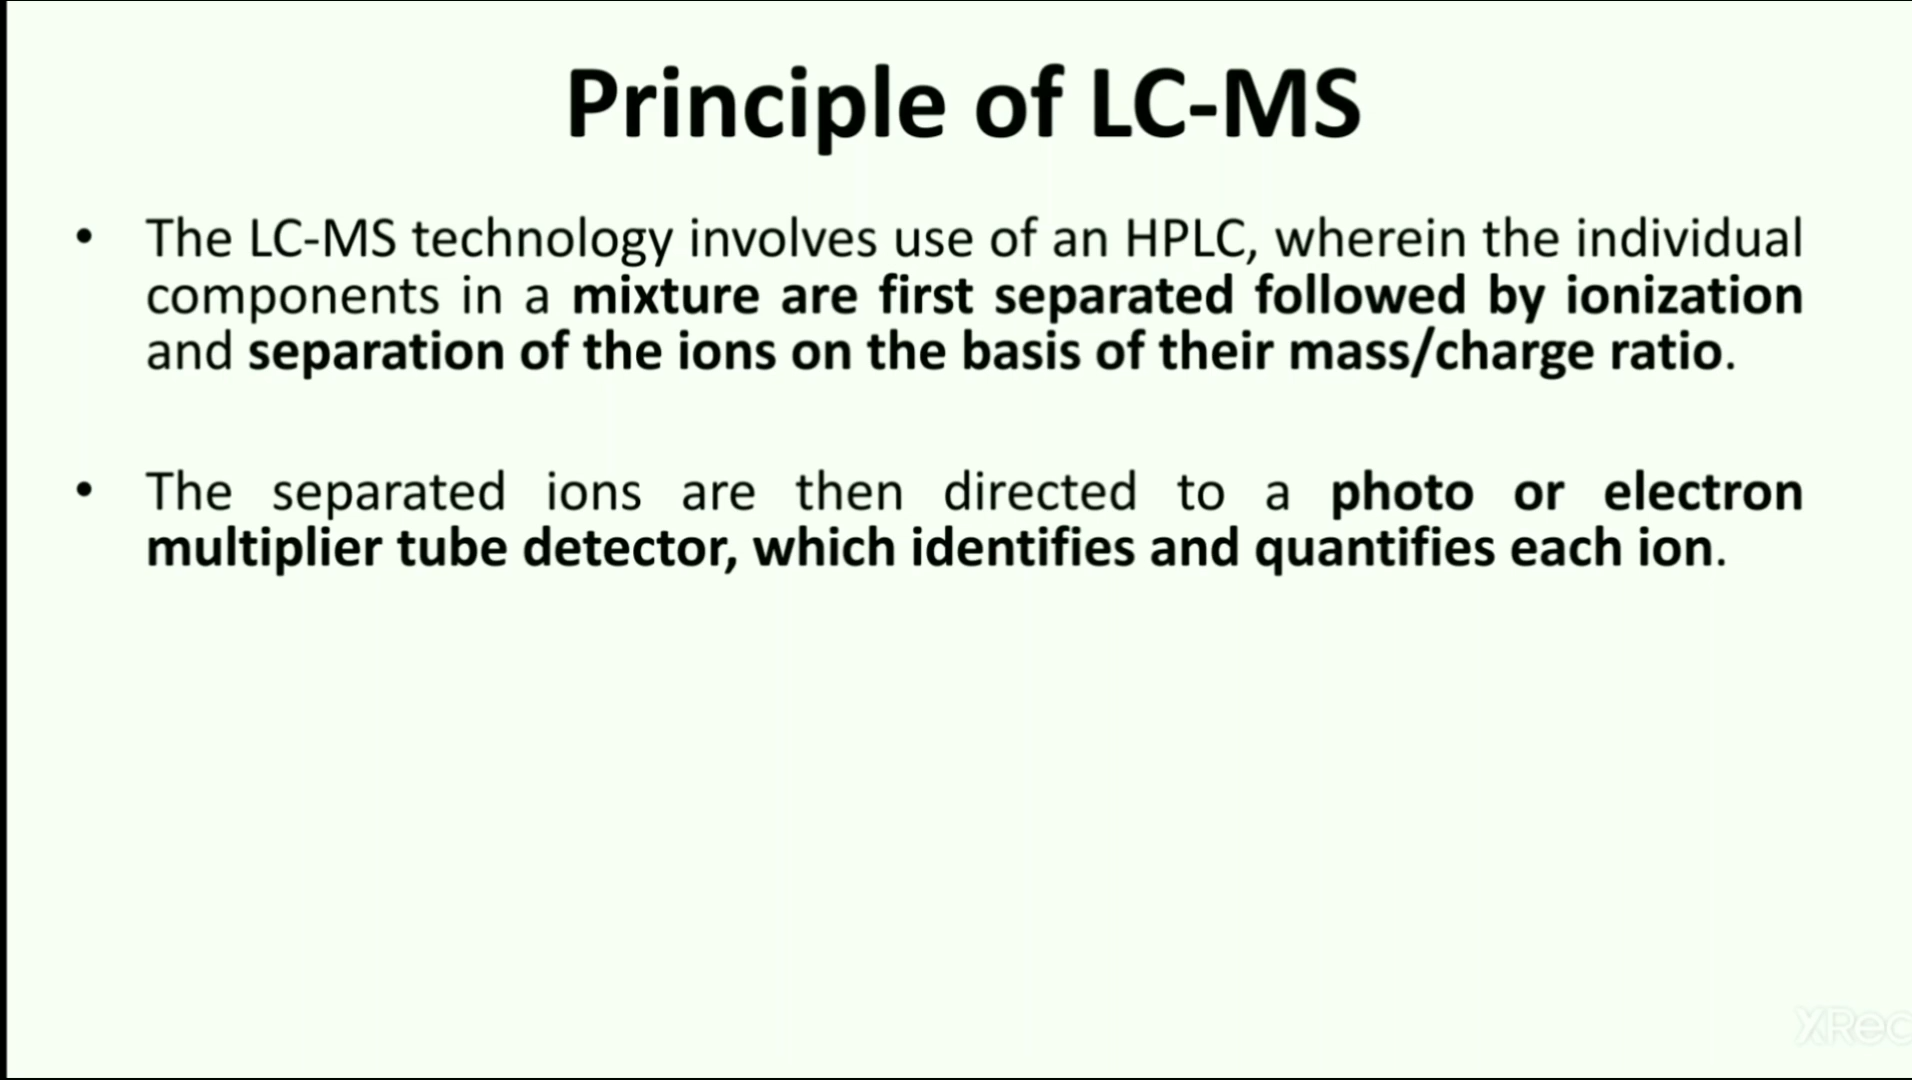 Principle of LC-MS
• The LC-MS technology involves use of an HPLC, wherein the individual
components in a mixture are first separated followed by ionization
and separation of the ions on the basis of their mass/charge ratio.
• The separated ions are then directed to a photo or electron
multiplier tube detector, which identifies and quantifies each ion.
XRec